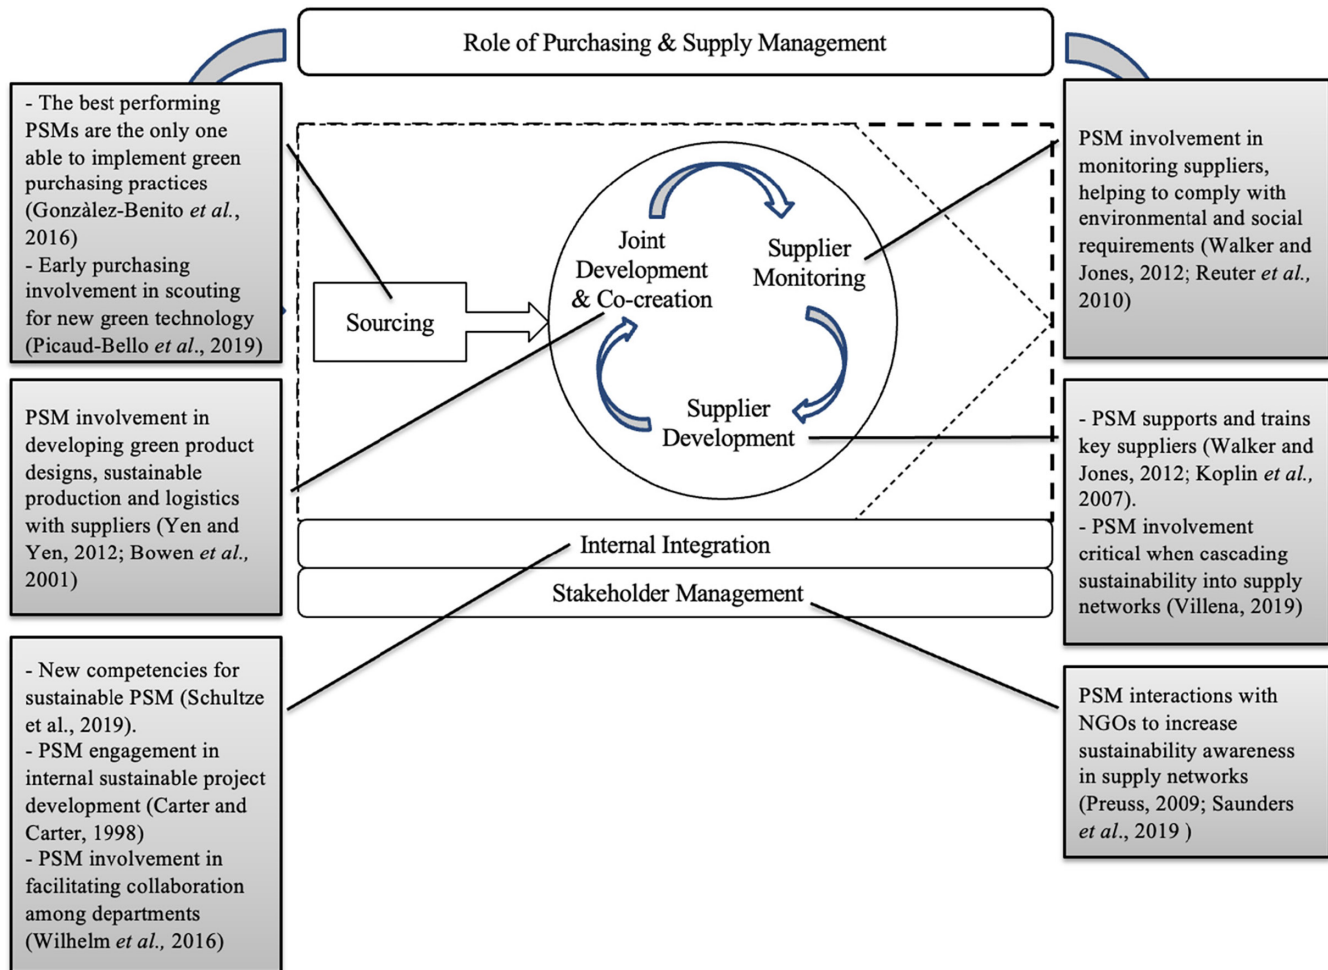 Role of Purchasing & Supply Management
- The best performing
PSMs are the only one
able to implement green
purchasing practices
(Gonzàlez-Benito et al.,
2016)
- Early purchasing
involvement in scouting
for new green technology
(Picaud-Bello et al., 2019)
PSM involvement in
developing green product
designs, sustainable
production and logistics
with suppliers (Yen and
Yen, 2012; Bowen et al.,
2001)
- New competencies for
sustainable PSM (Schultze
et al., 2019).
- PSM engagement in
internal sustainable project
development (Carter and
Carter, 1998)
- PSM involvement in
facilitating collaboration
among departments
(Wilhelm et al., 2016)
Sourcing
Joint
Development
& Co-creation
Supplier
Monitoring
Supplier
Development
Internal Integration
Stakeholder Management
PSM involvement in
monitoring suppliers,
helping to comply with
environmental and social
requirements (Walker and
Jones, 2012; Reuter et al.,
2010)
- PSM supports and trains
key suppliers (Walker and
Jones, 2012; Koplin et al.,
2007).
- PSM involvement
critical when cascading
sustainability into supply
networks (Villena, 2019)
PSM interactions with
NGOs to increase
sustainability awareness
in supply networks
(Preuss, 2009; Saunders
et al., 2019 )